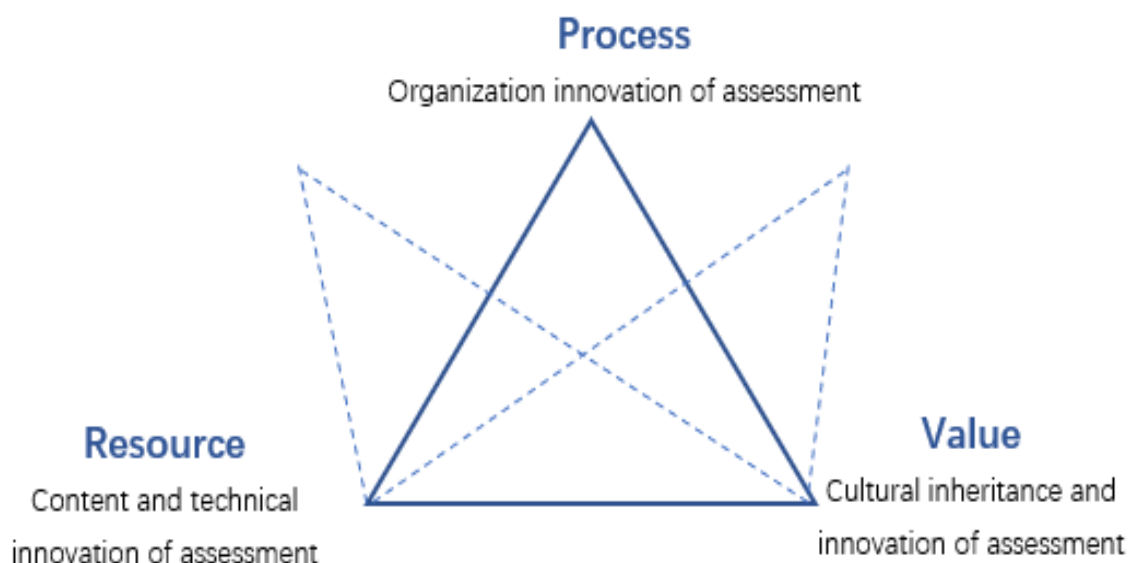 Process
Organization innovation of assessment
Resource
Content and technical
innovation of assessment
Value
Cultural inheritance and
innovation of assessment